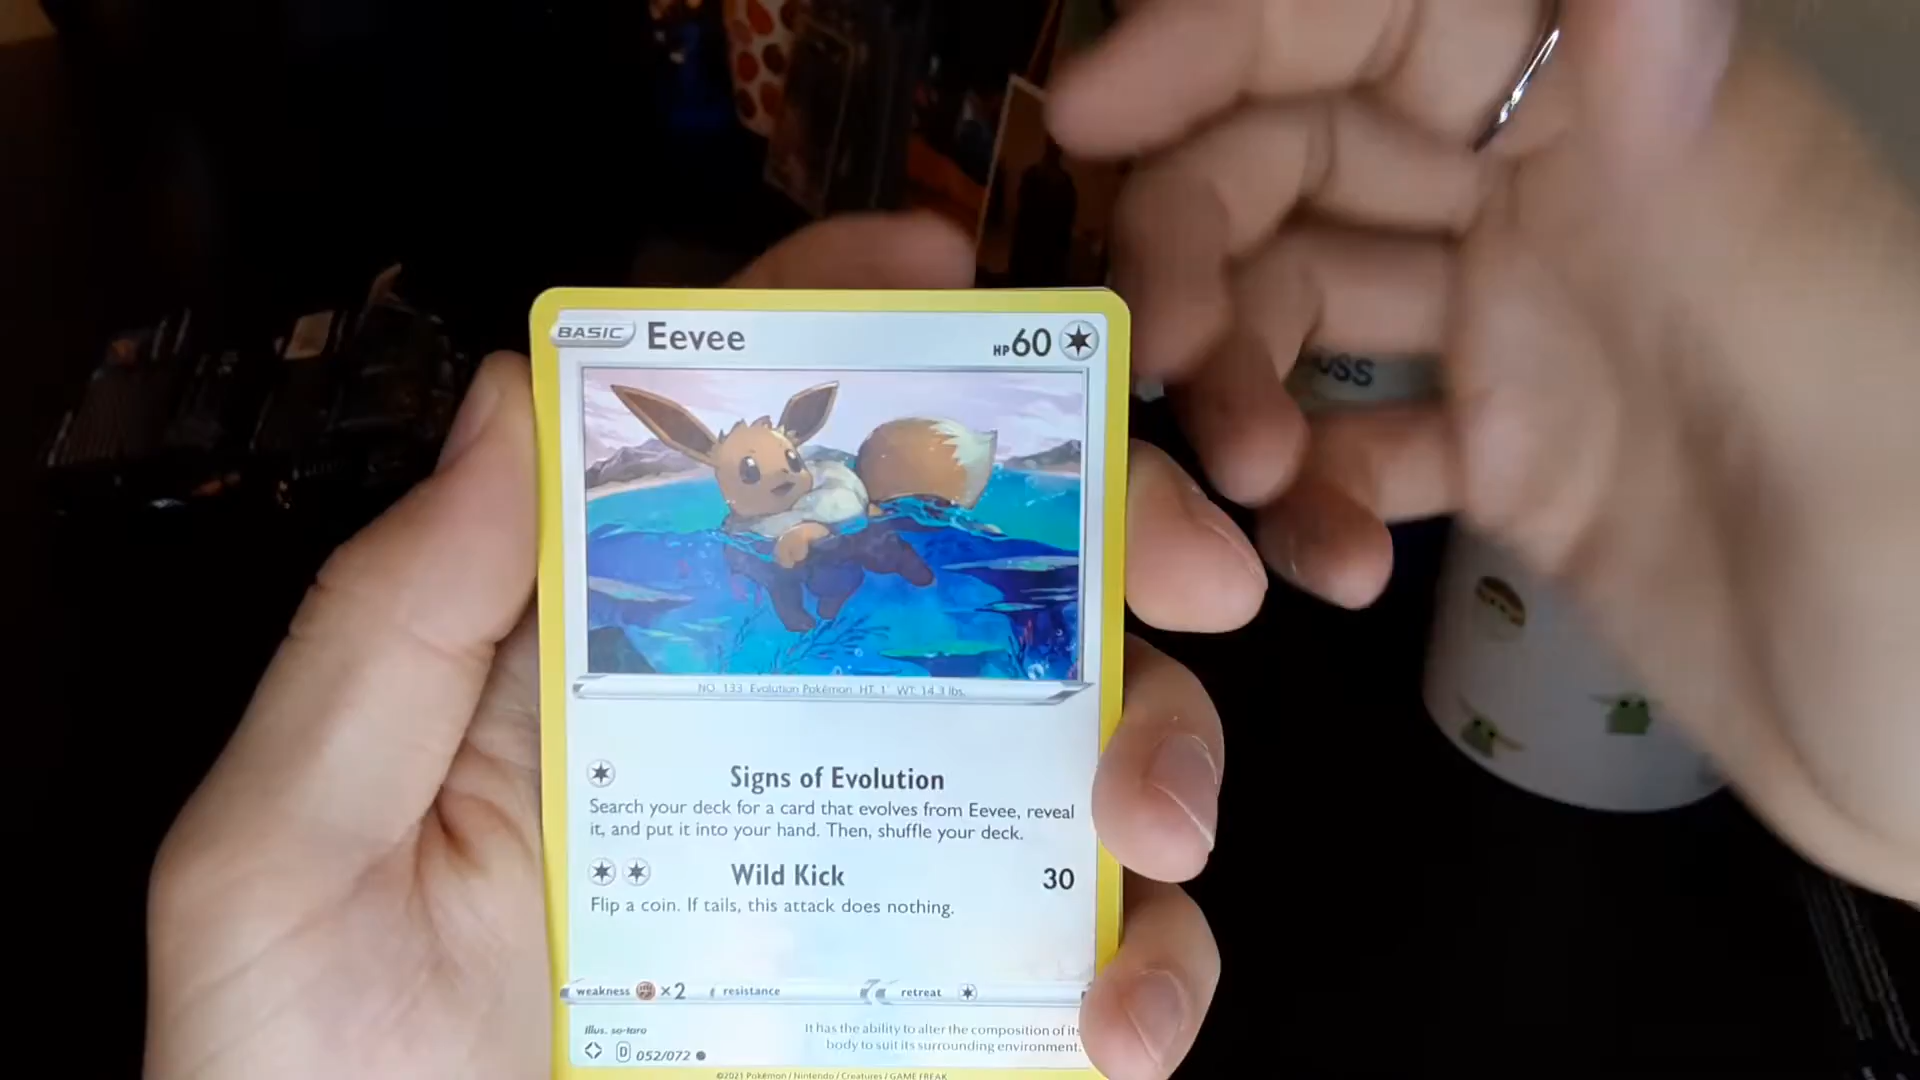 BASIC Eevee HP 60
NO. 133 Evolution Pokémon HT. 1' WT. 14.3 lbs.
Signs of Evolution
Search your deck for a card that evolves from Eevee, reveal
it, and put it into your hand. Then, shuffle your deck.
Wild Kick 30
Flip a coin. If tails, this attack does nothing.
weakness ×2 resistance retreat
Illus. so-taro
It has the ability to alter the composition of its
body to suit its surrounding environment.
D 052/072
©2021 Pokémon / Nintendo / Creatures / GAME FREAK